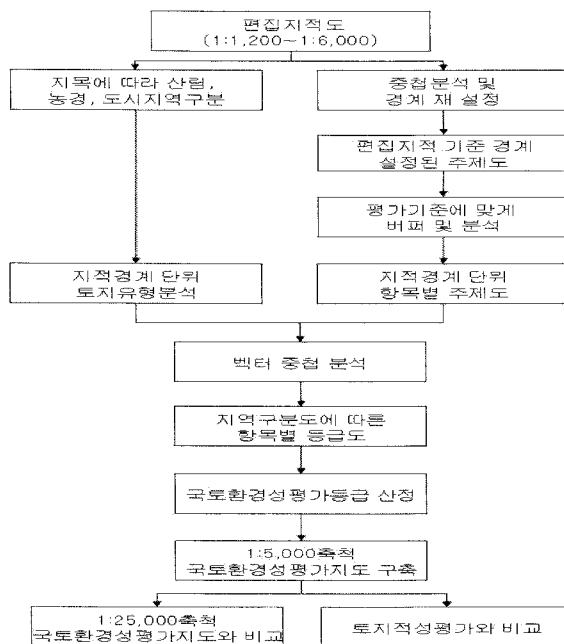 편집지적도
(1:1,200~1:6,000)
지목에 따라 산림,
농경, 도시지역구분
중첩분석 및
경계 재 설정
편집지적 기준 경계
설정된 주제도
평가기준에 맞게
버퍼 및 분석
지적경계 단위
토지유형분석
지적경계 단위
항목별 주제도
벡터 중첩 분석
지역구분도에 따른
항목별 등급도
국토환경성평가등급 산정
1:5,000축척
국토환경성평가지도 구축
1:25,000축척
국토환경성평가지도와 비교
토지적성평가와 비교